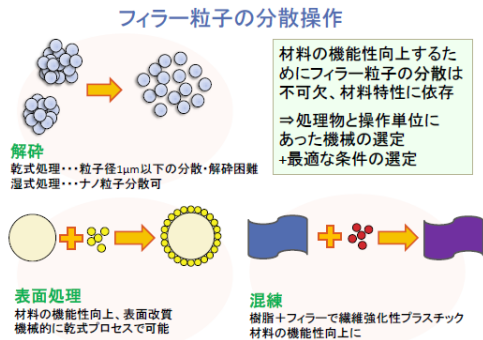 フィラー粒子の分散操作
材料の機能性向上するた
めにフィラー粒子の分散は
不可欠、材料特性に依存
⇒処理物と操作単位に
あった機械の選定
+最適な条件の選定
解砕
乾式処理・・・粒子径1μm以下の分散・解砕困難
湿式処理・・・ナノ粒子分散可
表面処理
材料の機能性向上、表面改質
機械的に乾式プロセスで可能
混練
樹脂+フィラーで繊維強化性プラスチック
材料の機能性向上に